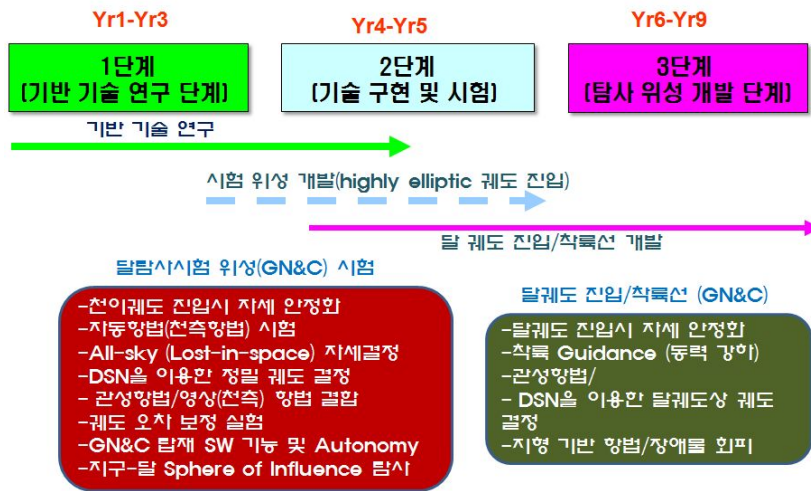 Yr1-Yr3
Yr4-Yr5
Yr6-Yr9
1단계
(기반 기술 연구 단계)
2단계
(기술 구현 및 시험)
3단계
(탐사 위성 개발 단계)
기반 기술 연구
시험 위성 개발(highly elliptic 궤도 진입)
달 궤도 진입/착륙선 개발
달탐사시험 위성(GN&C) 시험
-천이궤도 진입시 자세 안정화
-자동항법(천측항법) 시험
-All-sky (Lost-in-space) 자세결정
-DSN을 이용한 정밀 궤도 결정
- 관성항법/영상(천측) 항법 결합
-궤도 오차 보정 실험
-GN&C 탑재 SW 기능 및 Autonomy
-지구-달 Sphere of Influence 탐사
달궤도 진입/착륙선 (GN&C)
-달궤도 진입시 자세 안정화
-착륙 Guidance (동력 강하)
-관성항법/
- DSN을 이용한 달궤도상 궤도
결정
-지형 기반 항법/장애물 회피